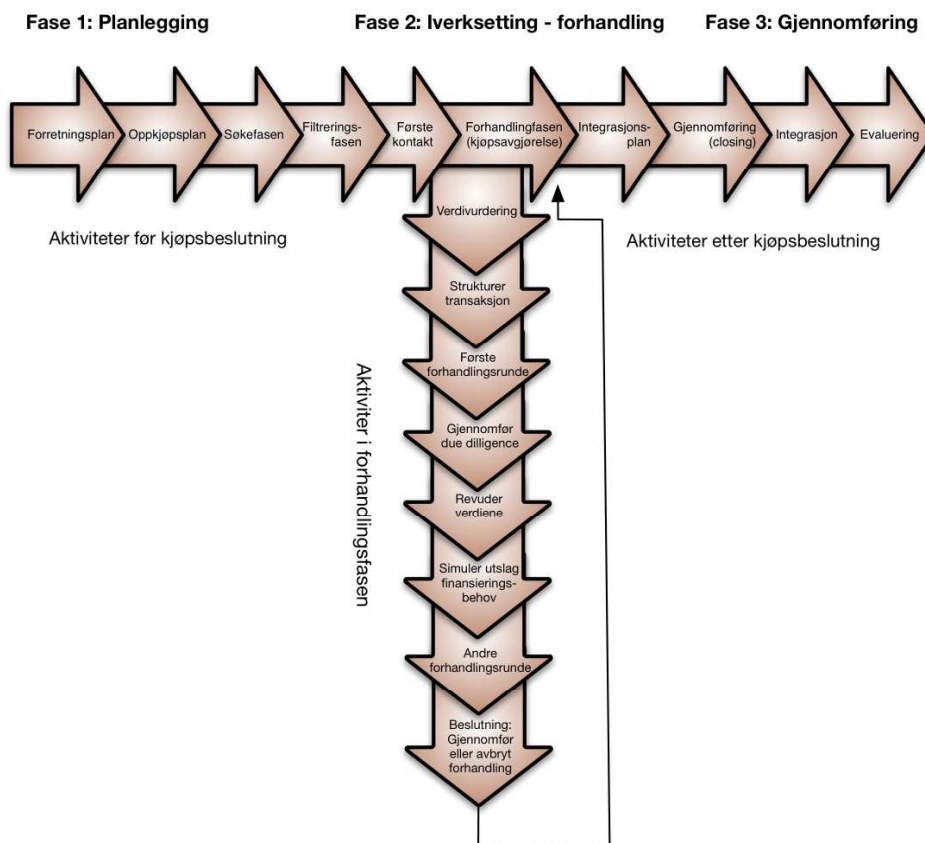 Fase 1: Planlegging
Fase 2: Iverksetting - forhandling
Fase 3: Gjennomføring
Forretningsplan
Oppkjøpsplan
Søkefasen
Filtrerings-
fasen
Første
kontakt
Forhandlingfasen
(kjøpsavgjørelse)
Integrasjons-
plan
Gjennomføring
(closing)
Integrasjon
Evaluering
Aktiviteter før kjøpsbeslutning
Aktiviteter etter kjøpsbeslutning
Verdivurdering
Strukturer
transaksjon
Første
forhandlingsrunde
Gjennomfør
due dilligence
Revuder
verdiene
Simuler utslag
finansierings-
behov
Andre
forhandlingsrunde
Beslutning:
Gjennomfør
eller avbryt
forhandling
Aktiviter i forhandlingsfasen